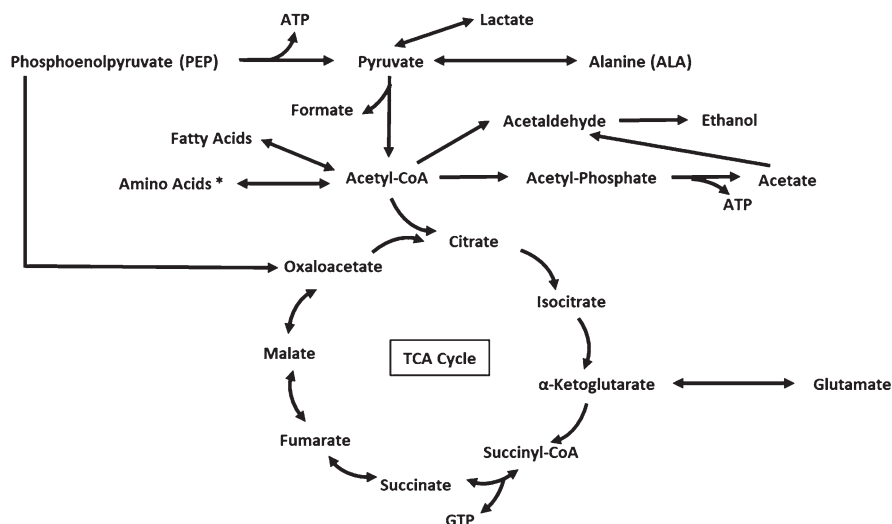 ATP
Lactate
Phosphoenolpyruvate (PEP)
Pyruvate
Alanine (ALA)
Formate
Acetaldehyde
Ethanol
Fatty Acids
Amino Acids *
Acetyl-CoA
Acetyl-Phosphate
Acetate
ATP
Citrate
Oxaloacetate
Isocitrate
Malate
TCA Cycle
α-Ketoglutarate
Glutamate
Fumarate
Succinyl-CoA
Succinate
GTP